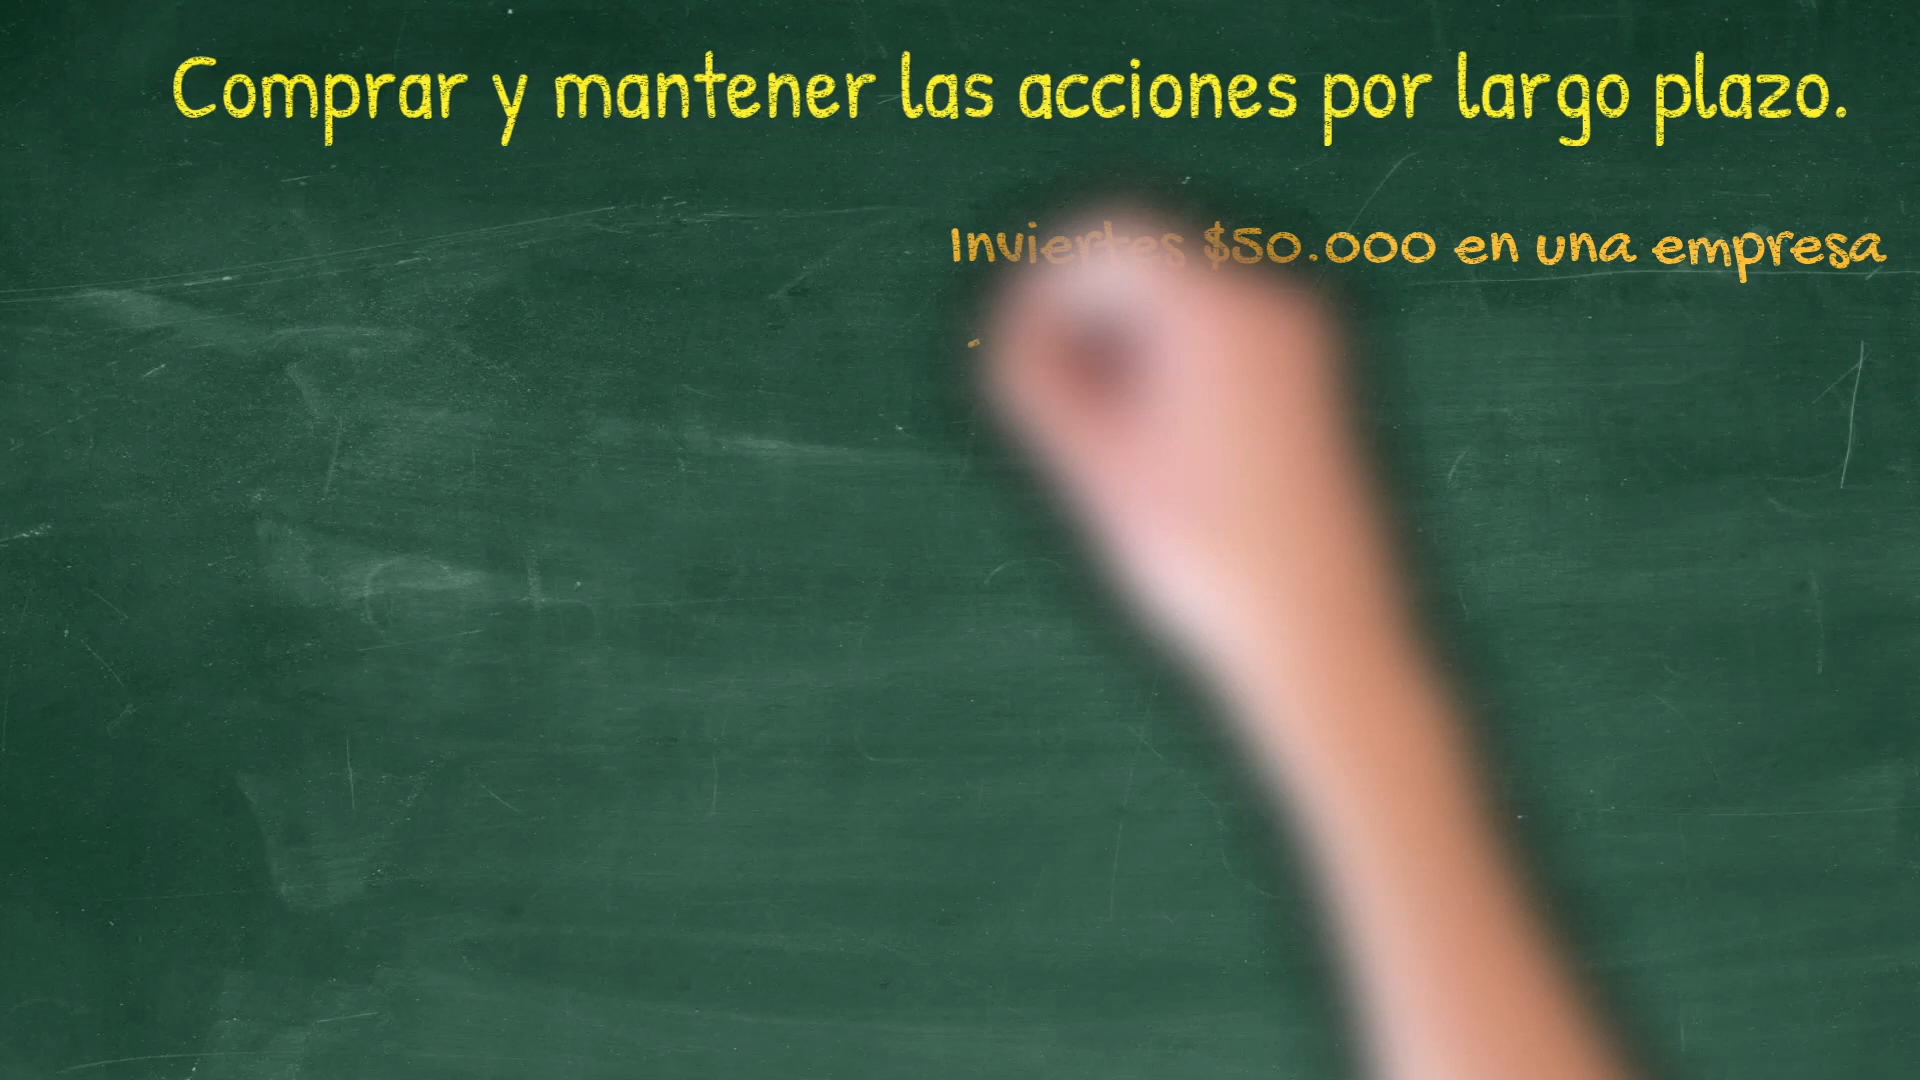 Comprar y mantener las acciones por largo plazo.
Inviertes $50.000 en una empresa